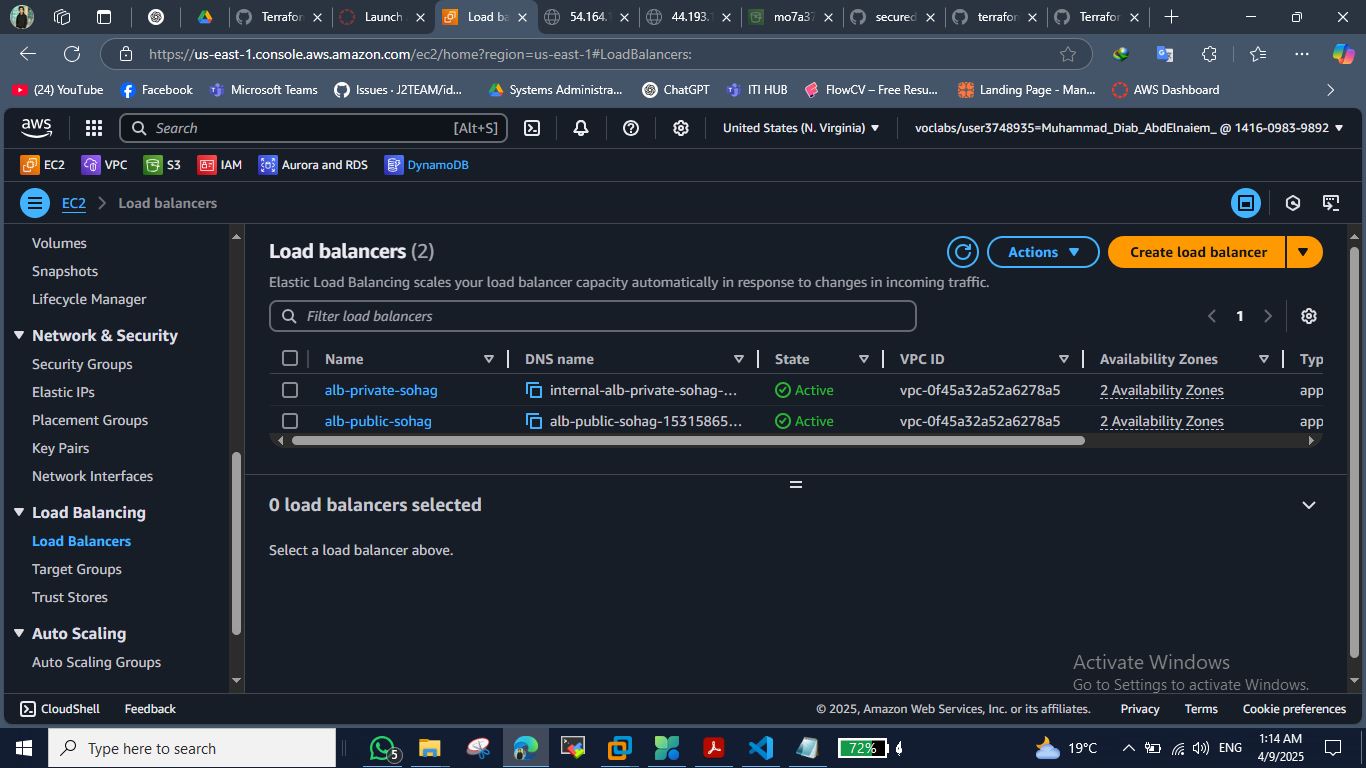 Terrafor
Launch
Load ba
54.164.
44.193.
mo7a37
secured
terrafor
Terrafor
https://us-east-1.console.aws.amazon.com/ec2/home?region=us-east-1#LoadBalancers:
(24) YouTube
Facebook
Microsoft Teams
Issues · J2TEAM/id...
Systems Administra...
ChatGPT
ITI HUB
FlowCV – Free Resu...
Landing Page - Man...
AWS Dashboard
aws
Search
[Alt+S]
United States (N. Virginia)
voclabs/user3748935=Muhammad_Diab_AbdElnaiem_ @ 1416-0983-9892
EC2
VPC
S3
IAM
Aurora and RDS
DynamoDB
EC2
Load balancers
Volumes
Snapshots
Lifecycle Manager
Network & Security
Security Groups
Elastic IPs
Placement Groups
Key Pairs
Network Interfaces
Load Balancing
Load Balancers
Target Groups
Trust Stores
Auto Scaling
Auto Scaling Groups
Load balancers (2)
Actions
Create load balancer
Elastic Load Balancing scales your load balancer capacity automatically in response to changes in incoming traffic.
Filter load balancers
1
Name
DNS name
State
VPC ID
Availability Zones
Typ
alb-private-sohag
internal-alb-private-sohag-...
Active
vpc-0f45a32a52a6278a5
2 Availability Zones
app
alb-public-sohag
alb-public-sohag-15315865...
Active
vpc-0f45a32a52a6278a5
2 Availability Zones
app
0 load balancers selected
Select a load balancer above.
Activate Windows
Go to Settings to activate Windows.
CloudShell
Feedback
© 2025, Amazon Web Services, Inc. or its affiliates.
Privacy
Terms
Cookie preferences
Type here to search
5
72%
19°C
ENG
1:14 AM
4/9/2025